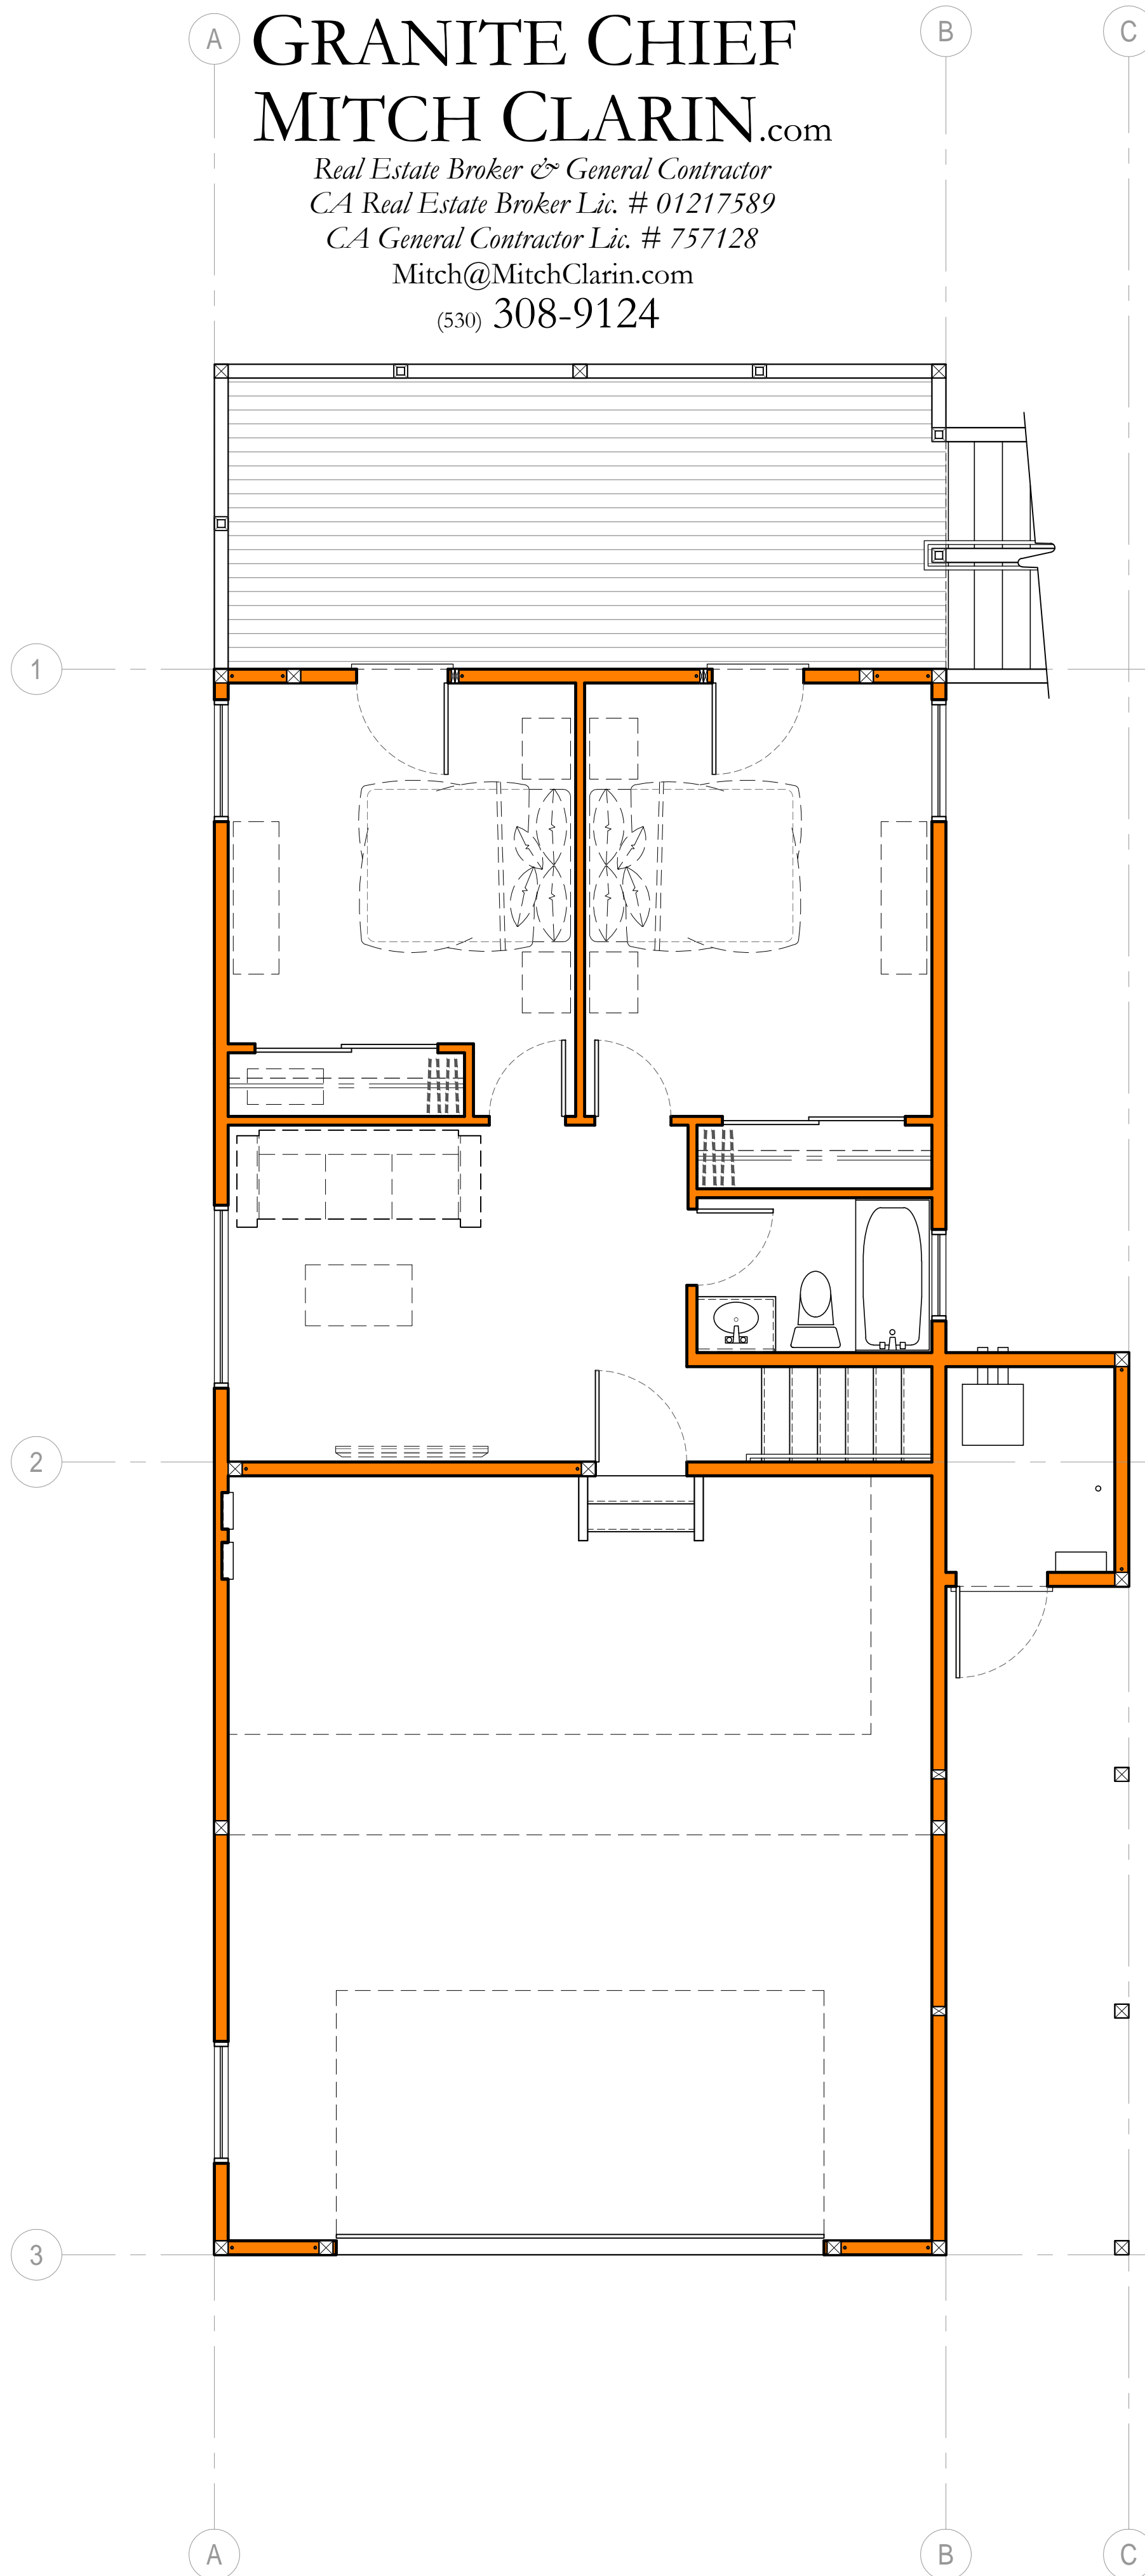 A GRANITE CHIEF B C
MITCH CLARIN.com
Real Estate Broker & General Contractor
CA Real Estate Broker Lic. # 01217589
CA General Contractor Lic. # 757128
Mitch@MitchClarin.com
(530) 308-9124
1
2
3
A B C